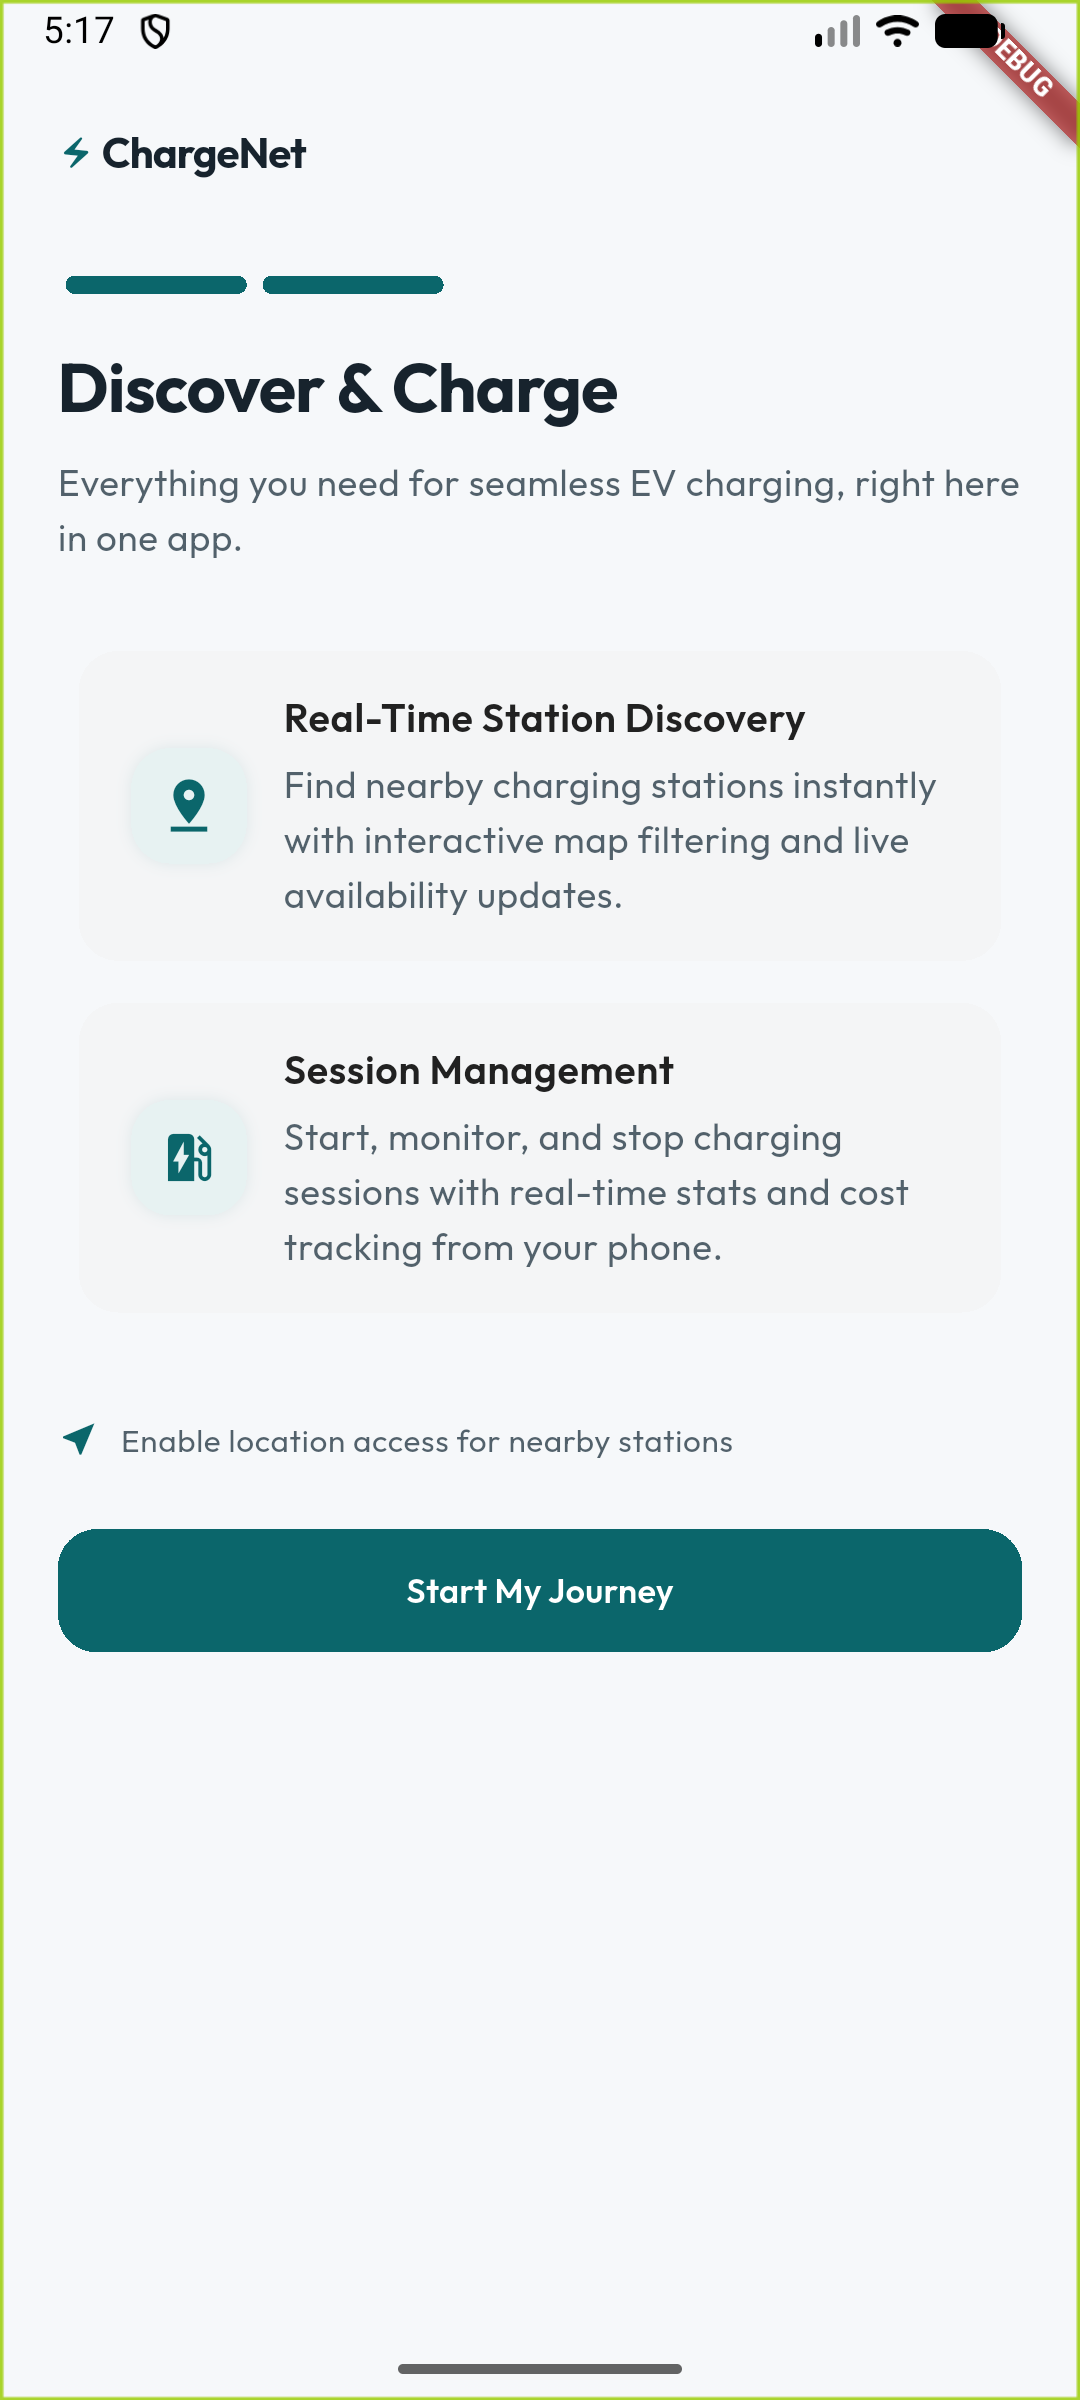 5:17
EBUG
ChargeNet
Discover & Charge
Everything you need for seamless EV charging, right here
in one app.
Real-Time Station Discovery
Find nearby charging stations instantly
with interactive map filtering and live
availability updates.
Session Management
Start, monitor, and stop charging
sessions with real-time stats and cost
tracking from your phone.
Enable location access for nearby stations
Start My Journey